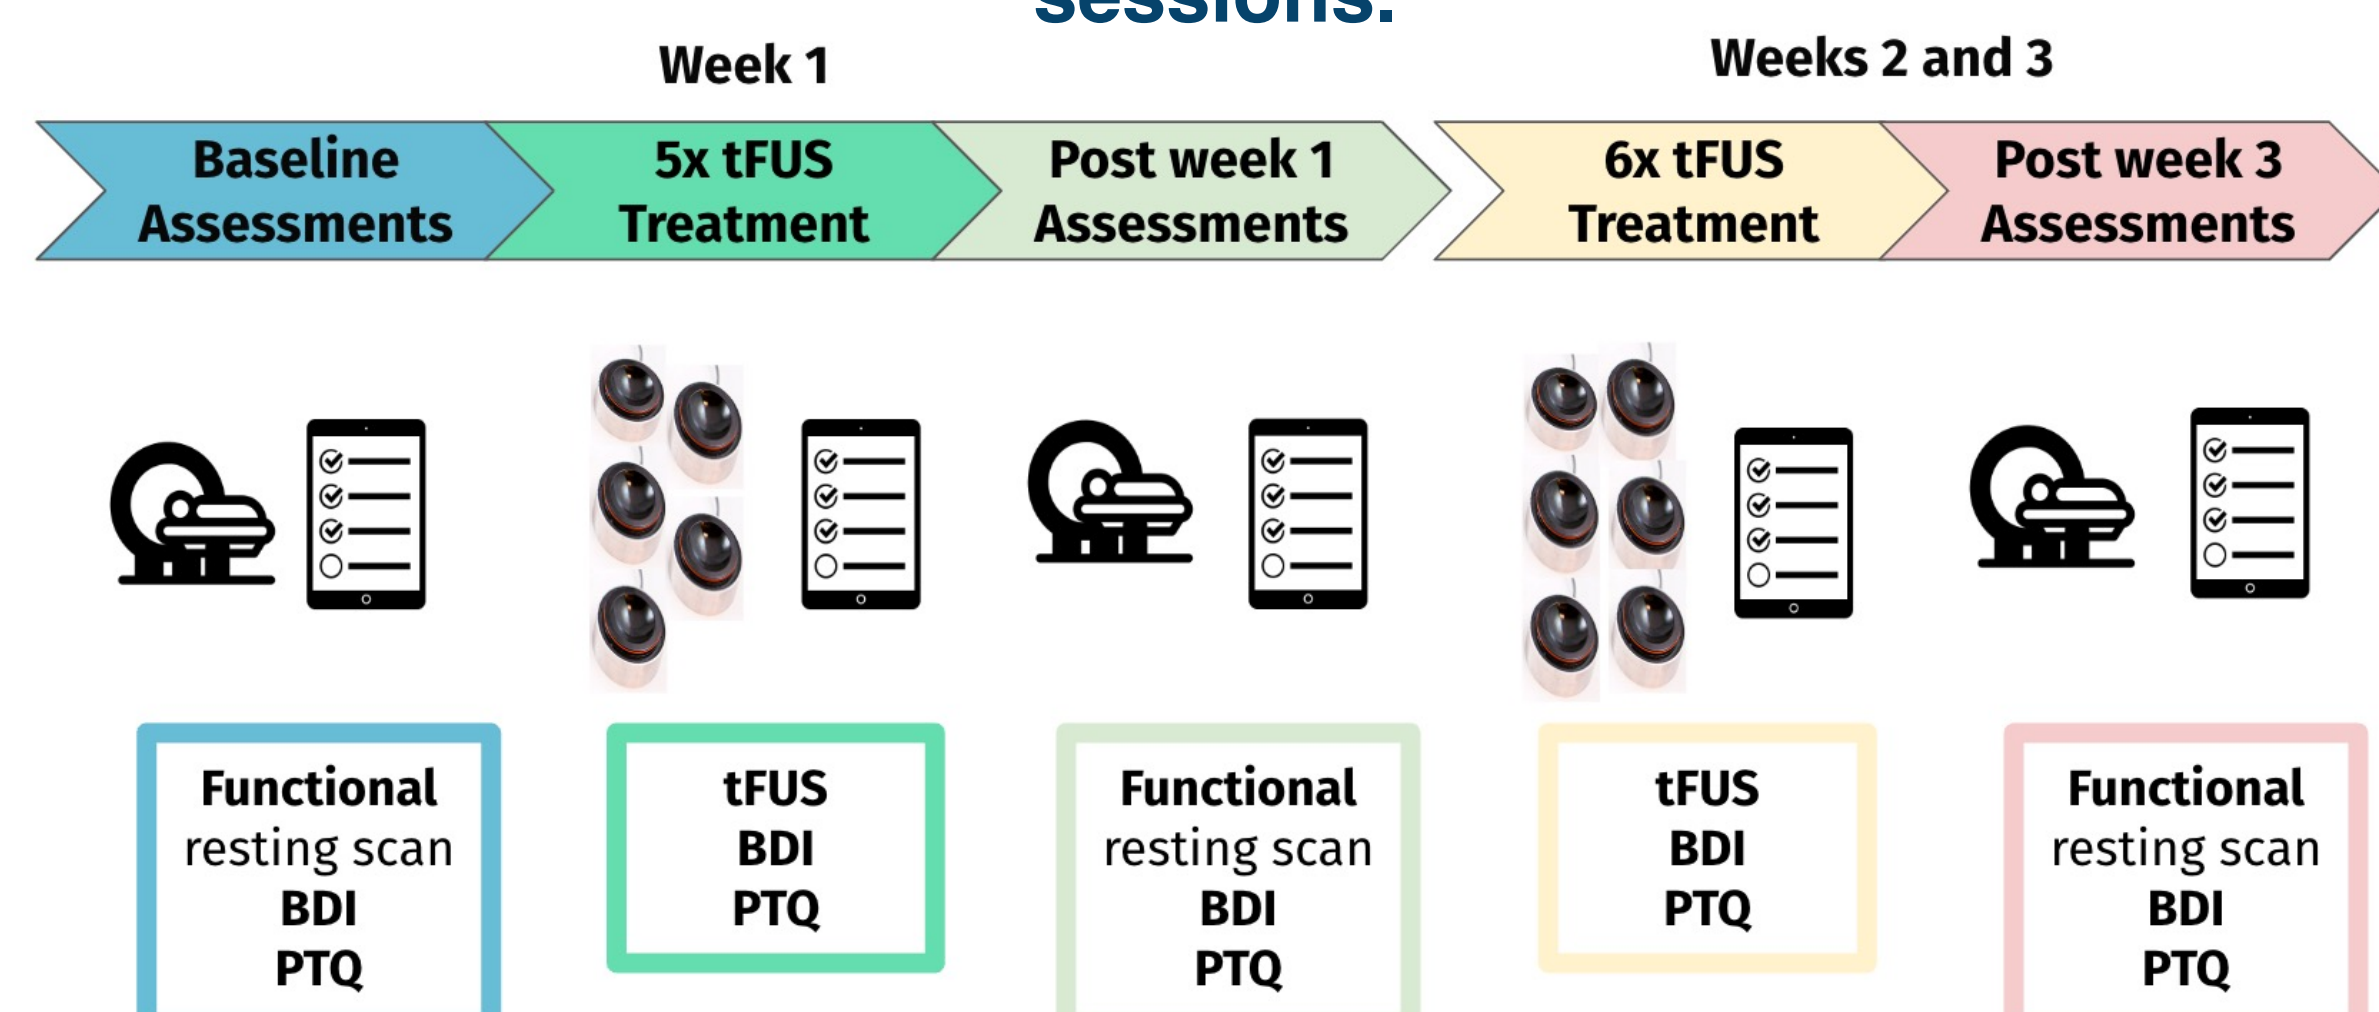 sessions.
Week 1
Weeks 2 and 3
Baseline
Assessments
5x tFUS
Treatment
Post week 1
Assessments
6x tFUS
Treatment
Post week 3
Assessments
Functional
resting scan
BDI
PTQ
tFUS
BDI
PTQ
Functional
resting scan
BDI
PTQ
tFUS
BDI
PTQ
Functional
resting scan
BDI
PTQ